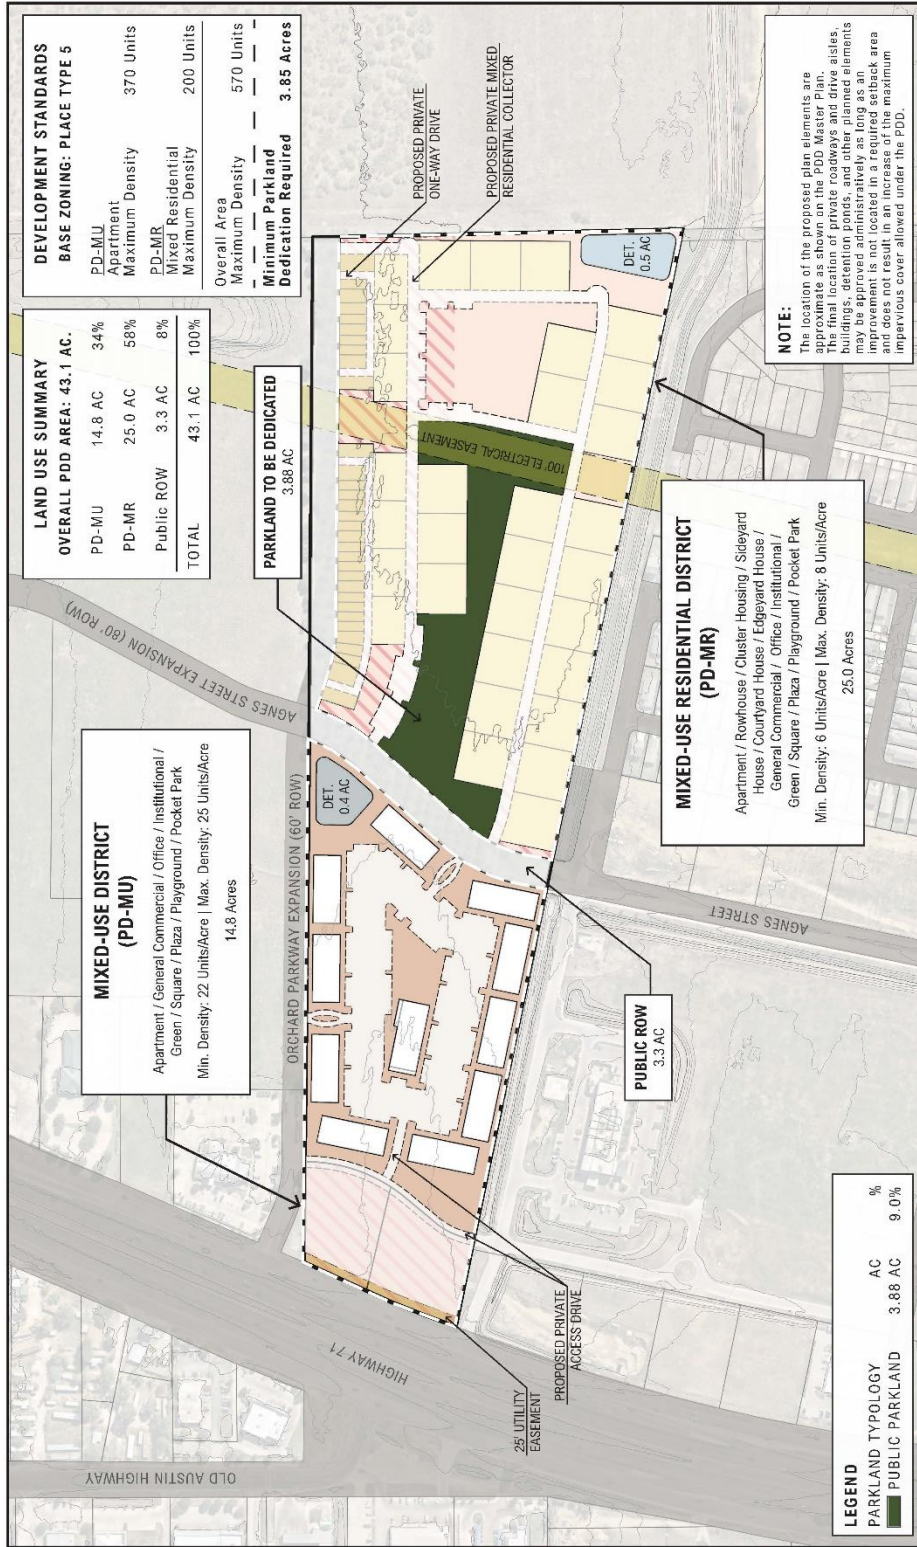 LAND USE SUMMARY
OVERALL PDD AREA: 43.1 AC.
PD-MU 14.8 AC 34%
PD-MR 25.0 AC 58%
Public ROW 3.3 AC 8%
TOTAL 43.1 AC 100%
DEVELOPMENT STANDARDS
BASE ZONING: PLACE TYPE 5
PD-MU
Apartment
Maximum Density 370 Units
PD-MR
Mixed Residential
Maximum Density 200 Units
Overall Area
Maximum Density 570 Units
Minimum Parkland
Dedication Required 3.85 Acres
MIXED-USE DISTRICT
(PD-MU)
Apartment / General Commercial / Office / Institutional /
Green / Square / Plaza / Playground / Pocket Park
Min. Density: 22 Units/Acre | Max. Density: 25 Units/Acre
14.8 Acres
PARKLAND TO BE DEDICATED
3.88 AC
PROPOSED PRIVATE
ONE-WAY DRIVE
PROPOSED PRIVATE MIXED
RESIDENTIAL COLLECTOR
OLD AUSTIN HIGHWAY
HIGHWAY 71
ORCHARD PARKWAY EXPANSION (60' ROW)
AGNES STREET EXPANSION (80' ROW)
DET.
0.4 AC
100' ELECTRICAL EASEMENT
DET.
0.5 AC
25' UTILITY
EASEMENT
PROPOSED PRIVATE
ACCESS DRIVE
PUBLIC ROW
3.3 AC
AGNES STREET
MIXED-USE RESIDENTIAL DISTRICT
(PD-MR)
Apartment / Rowhouse / Cluster Housing / Sideyard
House / Courtyard House / Edgeyard House /
General Commercial / Office / Institutional /
Green / Square / Plaza / Playground / Pocket Park
Min. Density: 6 Units/Acre | Max. Density: 8 Units/Acre
25.0 Acres
NOTE:
The location of the proposed plan elements are
approximate as shown on the PDD Master Plan.
The final location of private roadways and drive aisles,
buildings, detention ponds, and other planned elements
may be approved administratively as long as an
improvement is not located in a required setback area
and does not result in an increase of the maximum
impervious cover allowed under the PDD.
LEGEND
PARKLAND TYPOLOGY AC %
PUBLIC PARKLAND 3.88 AC 9.0%